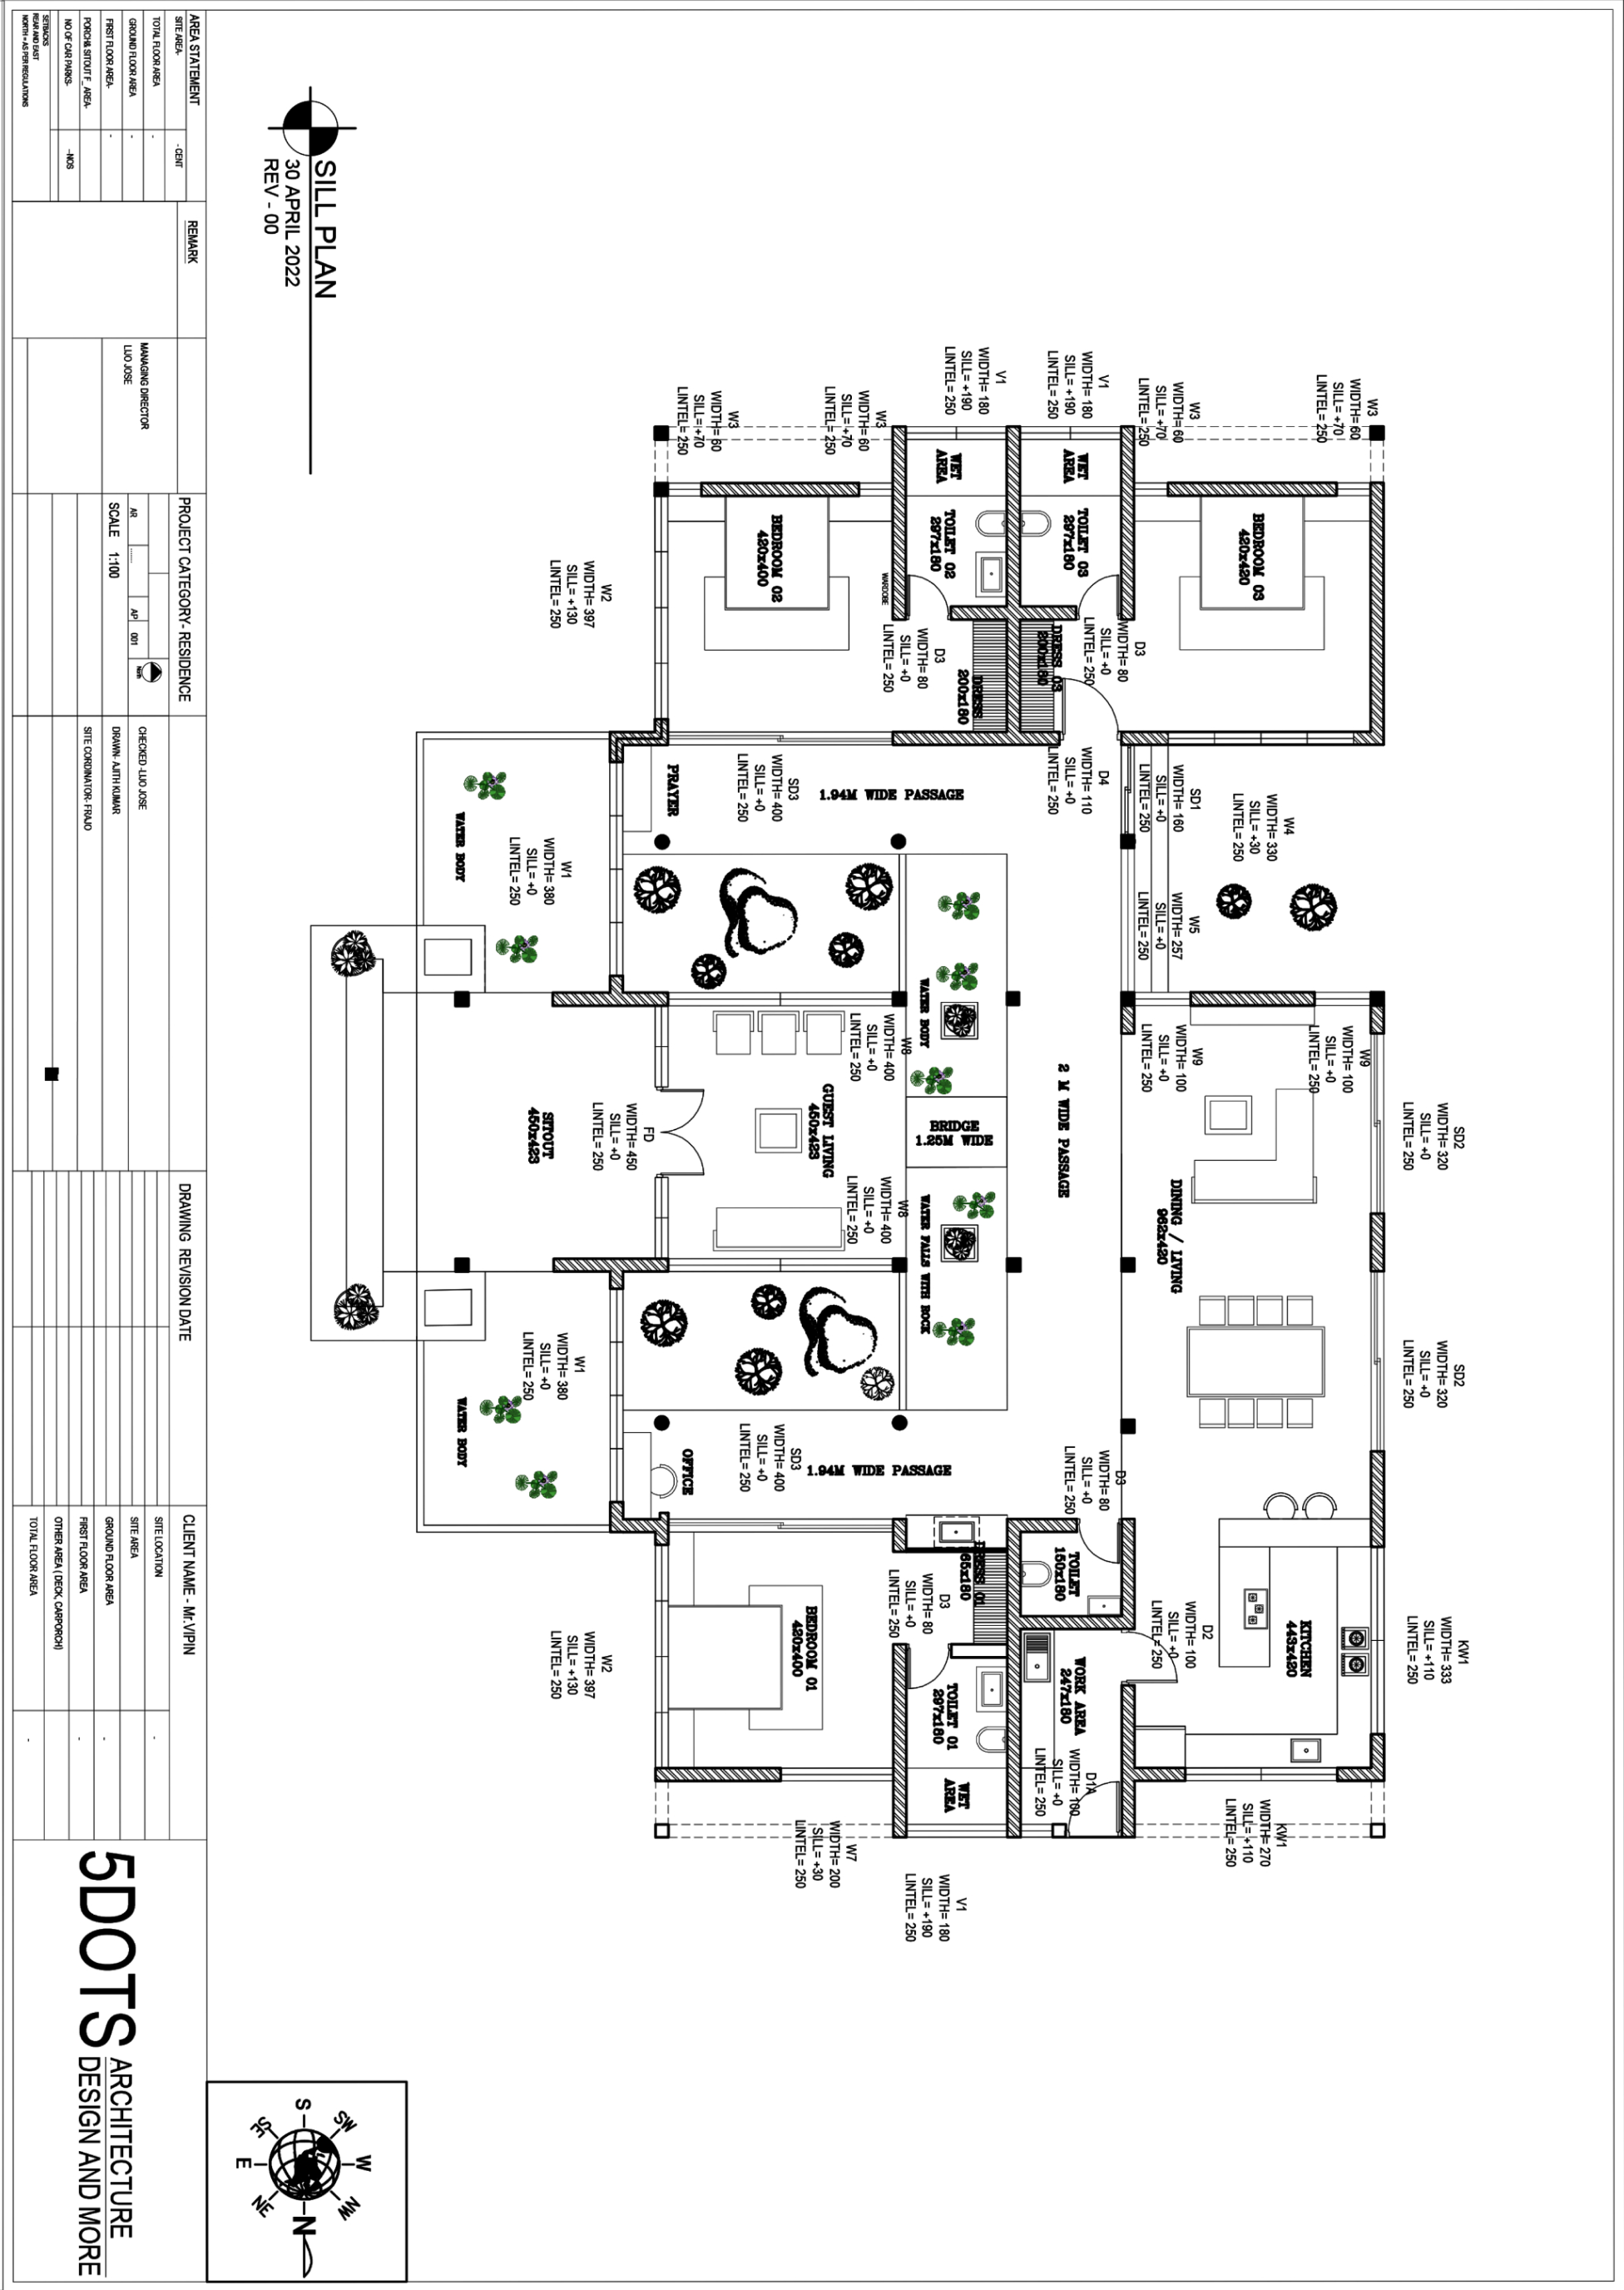 SILL PLAN
30 APRIL 2022
REV - 00
V1
WIDTH= 180
SILL= +190
LINTEL= 250
V1
WIDTH= 180
SILL= +190
LINTEL= 250
W3
WIDTH= 60
SILL= +70
LINTEL= 250
W3
WIDTH= 60
SILL= +70
LINTEL= 250
W3
WIDTH= 60
SILL= +70
LINTEL= 250
W3
WIDTH= 60
SILL= +70
LINTEL= 250
WET
AREA
WET
AREA
BEDROOM 03
420x420
TOILET 03
297x180
TOILET 02
297x180
BEDROOM 02
420x400
WARDOBE
W2
WIDTH= 397
SILL= +130
LINTEL= 250
D3
WIDTH= 80
SILL= +0
LINTEL= 250
D3
WIDTH= 80
SILL= +0
LINTEL= 250
DRESS 03
200x180
DRESS
200x180
D4
WIDTH= 110
SILL= +0
LINTEL= 250
SD1
WIDTH= 160
SILL= +0
LINTEL= 250
W4
WIDTH= 330
SILL= +30
LINTEL= 250
W5
WIDTH= 257
SILL= +0
LINTEL= 250
SD3
WIDTH= 400
SILL= +0
LINTEL= 250
1.94M WIDE PASSAGE
PRAYER
WATER BODY
W1
WIDTH= 380
SILL= +0
LINTEL= 250
WATER BODY
W8
WIDTH= 400
SILL= +0
LINTEL= 250
W9
WIDTH= 100
SILL= +0
LINTEL= 250
W9
WIDTH= 100
SILL= +0
LINTEL= 250
SD2
WIDTH= 320
SILL= +0
LINTEL= 250
2 M WIDE PASSAGE
BRIDGE
1.25M WIDE
GUEST LIVING
450x423
FD
WIDTH= 450
SILL= +0
LINTEL= 250
SITOUT
450x423
DINING / LIVING
962x420
W8
WIDTH= 400
SILL= +0
LINTEL= 250
WATER FALLS WITH ROCK
SD2
WIDTH= 320
SILL= +0
LINTEL= 250
W1
WIDTH= 380
SILL= +0
LINTEL= 250
WATER BODY
SD3
WIDTH= 400
SILL= +0
LINTEL= 250
1.94M WIDE PASSAGE
OFFICE
D3
WIDTH= 80
SILL= +0
LINTEL= 250
TOILET
150x180
DRESS 01
65x180
D3
WIDTH= 80
SILL= +0
LINTEL= 250
D2
WIDTH= 100
SILL= +0
LINTEL= 250
KITCHEN
443x420
KW1
WIDTH= 333
SILL= +110
LINTEL= 250
BEDROOM 01
420x400
W2
WIDTH= 397
SILL= +130
LINTEL= 250
WORK AREA
247x180
TOILET 01
297x180
WET
AREA
D1A
WIDTH= 100
SILL= +0
LINTEL= 250
KW1
WIDTH= 270
SILL= +110
LINTEL= 250
W7
WIDTH= 200
SILL= +30
LINTEL= 250
V1
WIDTH= 180
SILL= +190
LINTEL= 250
AREA STATEMENT
SITE AREA- - CENT
TOTAL FLOOR AREA -
GROUND FLOOR AREA -
FIRST FLOOR AREA- -
PORCH& SITOUT F_ AREA-
NO OF CAR PARKS- --NOS
SETBACKS
REAR AND EAST
NORTH = AS PER REGULATIONS
REMARK
MANAGING DIRECTOR
LIJO JOSE
PROJECT CATEGORY- RESIDENCE
AR ...... AP 001
North
SCALE 1:100
CHECKED -LIJO JOSE
DRAWN- AJITH KUMAR
SITE CORDINATOR- FRAJO
DRAWING REVISION DATE
CLIENT NAME - Mr.VIPIN
SITE LOCATION -
SITE AREA
GROUND FLOOR AREA -
FIRST FLOOR AREA -
OTHER AREA ( DECK, CARPORCH)
TOTAL FLOOR AREA -
5DOTS
ARCHITECTURE
DESIGN AND MORE
S
SW
W
NW
N
NE
E
SE